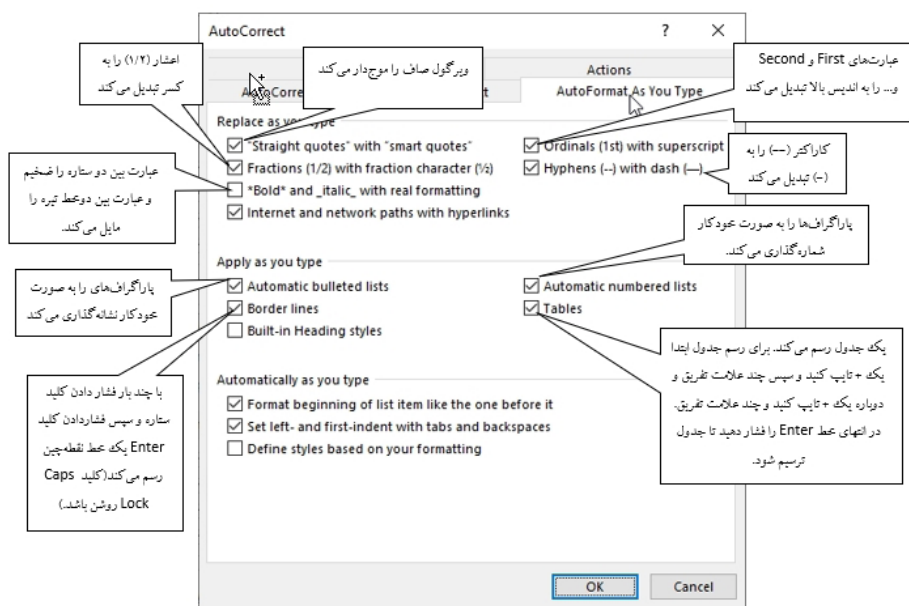 AutoCorrect
? ×
Actions
AutoCorre
ct
AutoFormat As You Type
Replace as you type
"Straight quotes" with “smart quotes”
Ordinals (1st) with superscript
Fractions (1/2) with fraction character (½)
Hyphens (--) with dash (—)
*Bold* and _italic_ with real formatting
Internet and network paths with hyperlinks
Apply as you type
Automatic bulleted lists
Automatic numbered lists
Border lines
Tables
Built-in Heading styles
Automatically as you type
Format beginning of list item like the one before it
Set left- and first-indent with tabs and backspaces
Define styles based on your formatting
OK
Cancel
اعشار (۱/۲) را به
کسر تبدیل می‌کند
ویرگول صاف را موج‌دار می‌کند
عبارت‌های First و Second
و... را به اندیس بالا تبدیل می‌کند
کاراکتر (--) را به
(-) تبدیل می‌کند
عبارت بین دو ستاره را ضخیم
و عبارت بین دوخط تیره را
مایل می‌کند.
پاراگراف‌ها را به صورت خودکار
شماره‌گذاری می‌کند.
پاراگراف‌های را به صورت
خودکار نشانه‌گذاری می‌کند
یک جدول رسم می‌کند. برای رسم جدول ابتدا
یک + تایپ کنید و سپس چند علامت تفریق و
دوباره یک + تایپ کنید و چند علامت تفریق.
در انتهای خط Enter را فشار دهید تا جدول
ترسیم شود.
با چند بار فشار دادن کلید
ستاره و سپس فشاردادن کلید
Enter یک خط نقطه‌چین
رسم می‌کند(کلید Caps
Lock روشن باشد.)